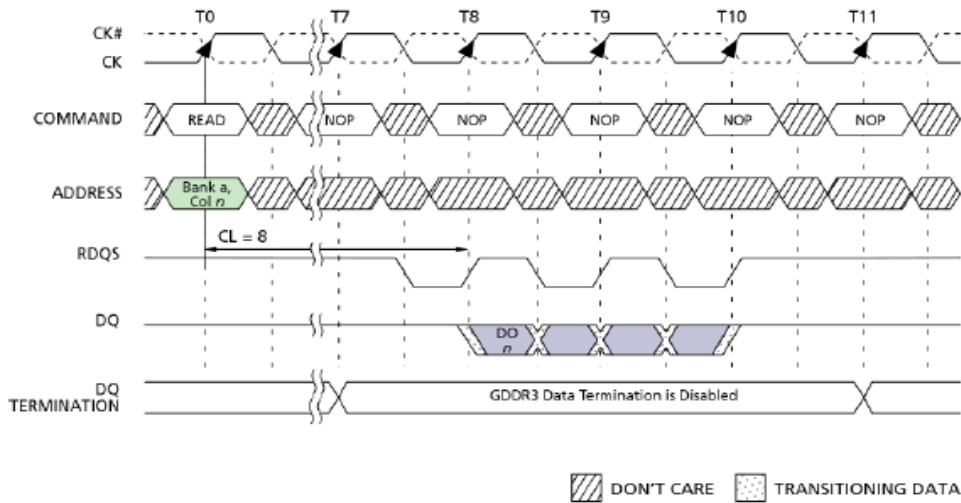 T0 T7 T8 T9 T10 T11
CK#
CK
COMMAND READ NOP NOP NOP NOP NOP
ADDRESS Bank a,
Col n
CL = 8
RDQS
DQ DO
n
DQ
TERMINATION GDDR3 Data Termination is Disabled
DON'T CARE TRANSITIONING DATA